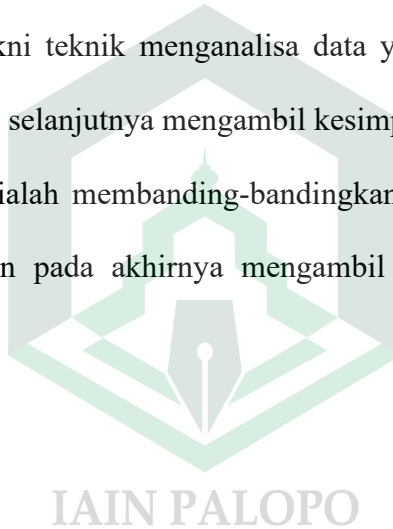 kni teknik menganalisa data y
selanjutnya mengambil kesimp
ialah membanding-bandingkan
n pada akhirnya mengambil
IAIN PALOPO